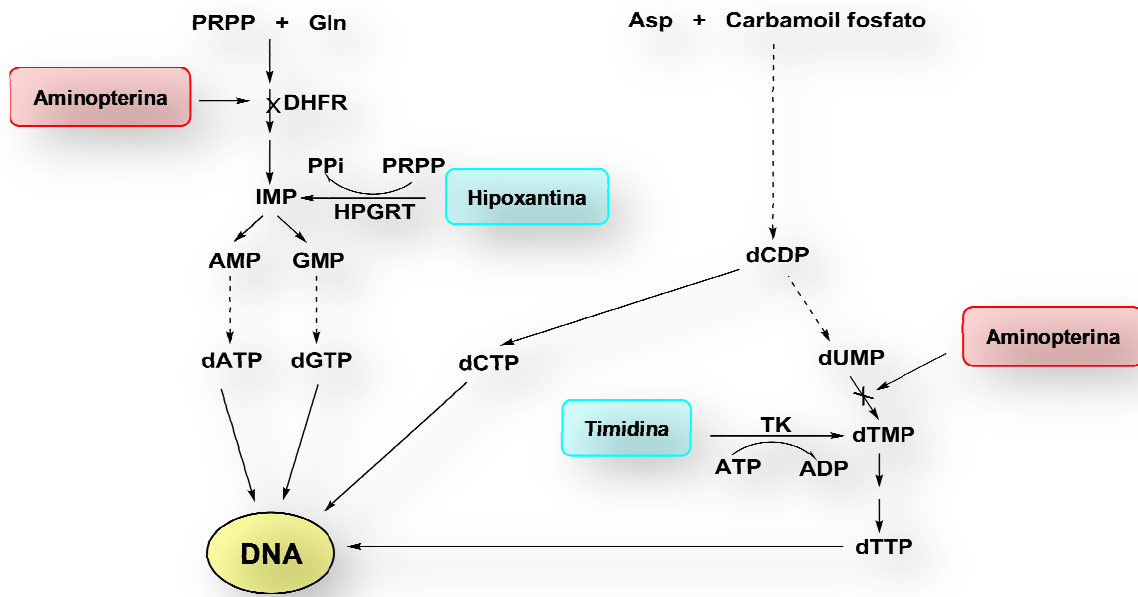 PRPP + Gln
Asp + Carbamoil fosfato
Aminopterina
DHFR
PPi PRPP
IMP
HPGRT
Hipoxantina
AMP GMP
dCDP
dATP dGTP
dCTP
dUMP
Aminopterina
Timidina
TK
dTMP
ATP ADP
DNA
dTTP